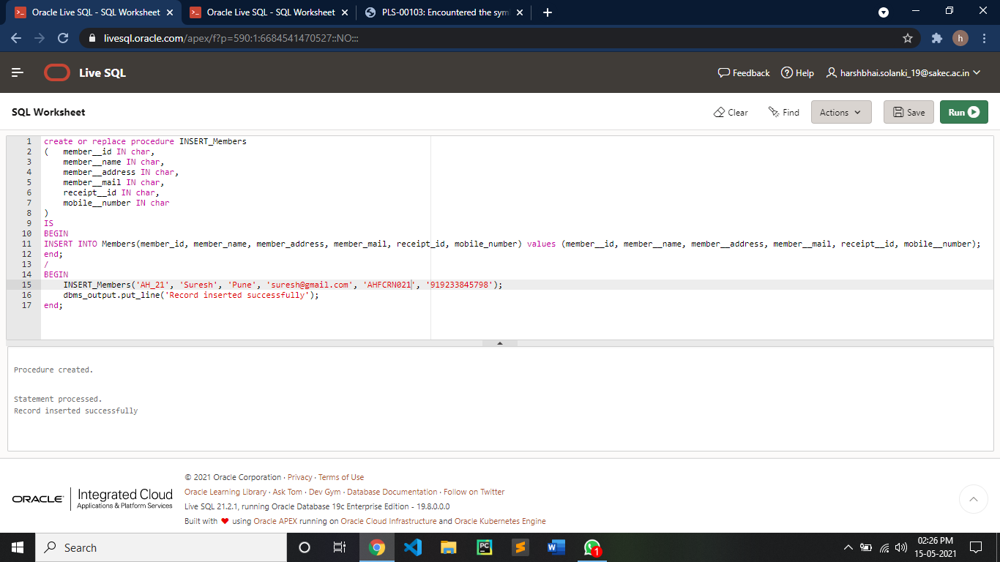 Oracle Live SQL - SQL Worksheet
Oracle Live SQL - SQL Worksheet
PLS-00103: Encountered the sym
livesql.oracle.com/apex/f?p=590:1:6684541470527::NO:::
h
Live SQL
Feedback
Help
harshbhai.solanki_19@sakec.ac.in
SQL Worksheet
Clear
Find
Actions
Save
Run
1 create or replace procedure INSERT_Members
2 (   member__id IN char,
3     member__name IN char,
4     member__address IN char,
5     member__mail IN char,
6     receipt__id IN char,
7     mobile__number IN char
8 )
9 IS
10 BEGIN
11 INSERT INTO Members(member_id, member_name, member_address, member_mail, receipt_id, mobile_number) values (member__id, member__name, member__address, member__mail, receipt__id, mobile__number);
12 end;
13 /
14 BEGIN
15     INSERT_Members('AH_21', 'Suresh', 'Pune', 'suresh@gmail.com', 'AHFCRN021', '919233845798');
16     dbms_output.put_line('Record inserted successfully');
17 end;
Procedure created.
Statement processed.
Record inserted successfully
ORACLE Integrated Cloud
Applications & Platform Services
© 2021 Oracle Corporation · Privacy · Terms of Use
Oracle Learning Library · Ask Tom · Dev Gym · Database Documentation · Follow on Twitter
Live SQL 21.2.1, running Oracle Database 19c Enterprise Edition - 19.8.0.0.0
Built with ❤ using Oracle APEX running on Oracle Cloud Infrastructure and Oracle Kubernetes Engine
Search
PC
W
1
02:26 PM
15-05-2021